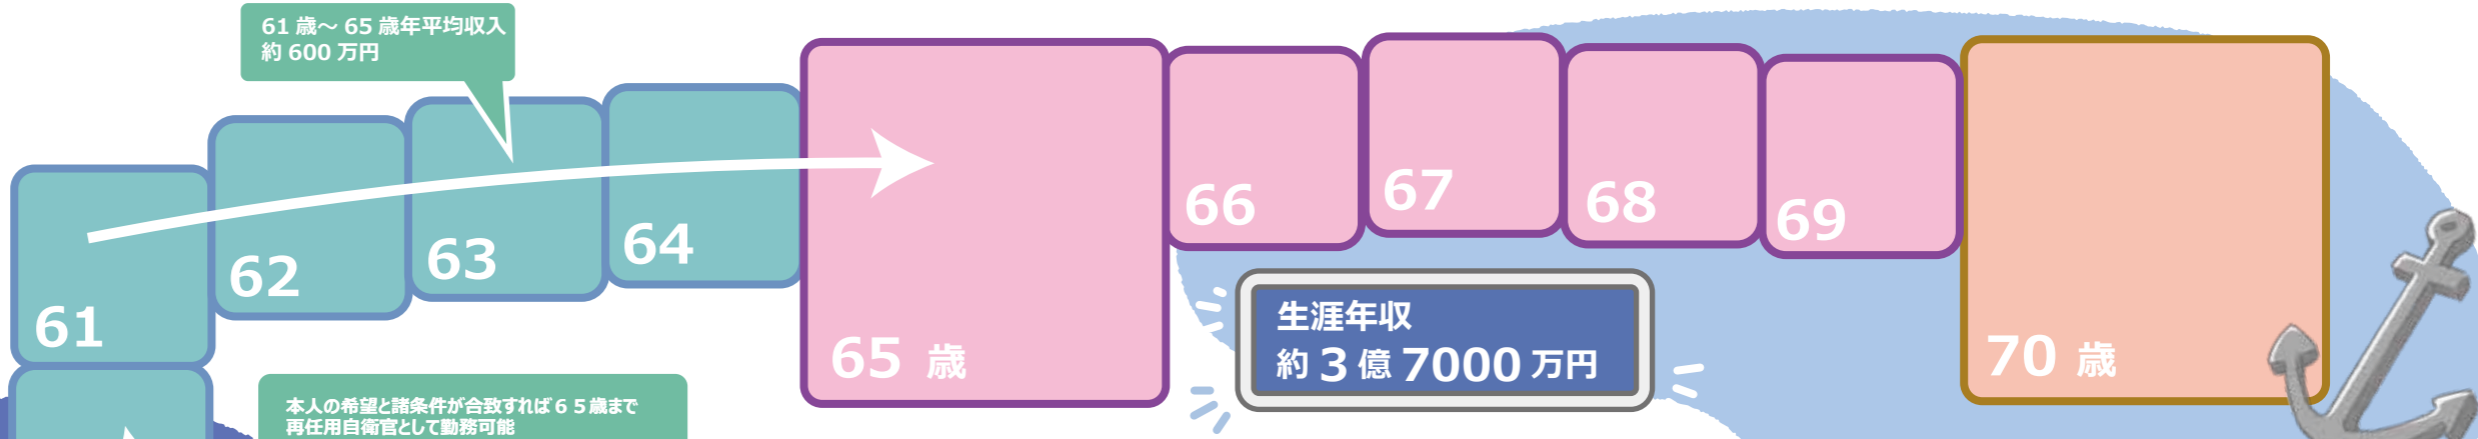 61 歳～ 65 歳年平均収入
約 600 万円
61
62
63
64
65 歳
66
67
68
69
70 歳
生涯年収
約 3 億 7000 万円
本人の希望と諸条件が合致すれば６５歳まで
再任用自衛官として勤務可能